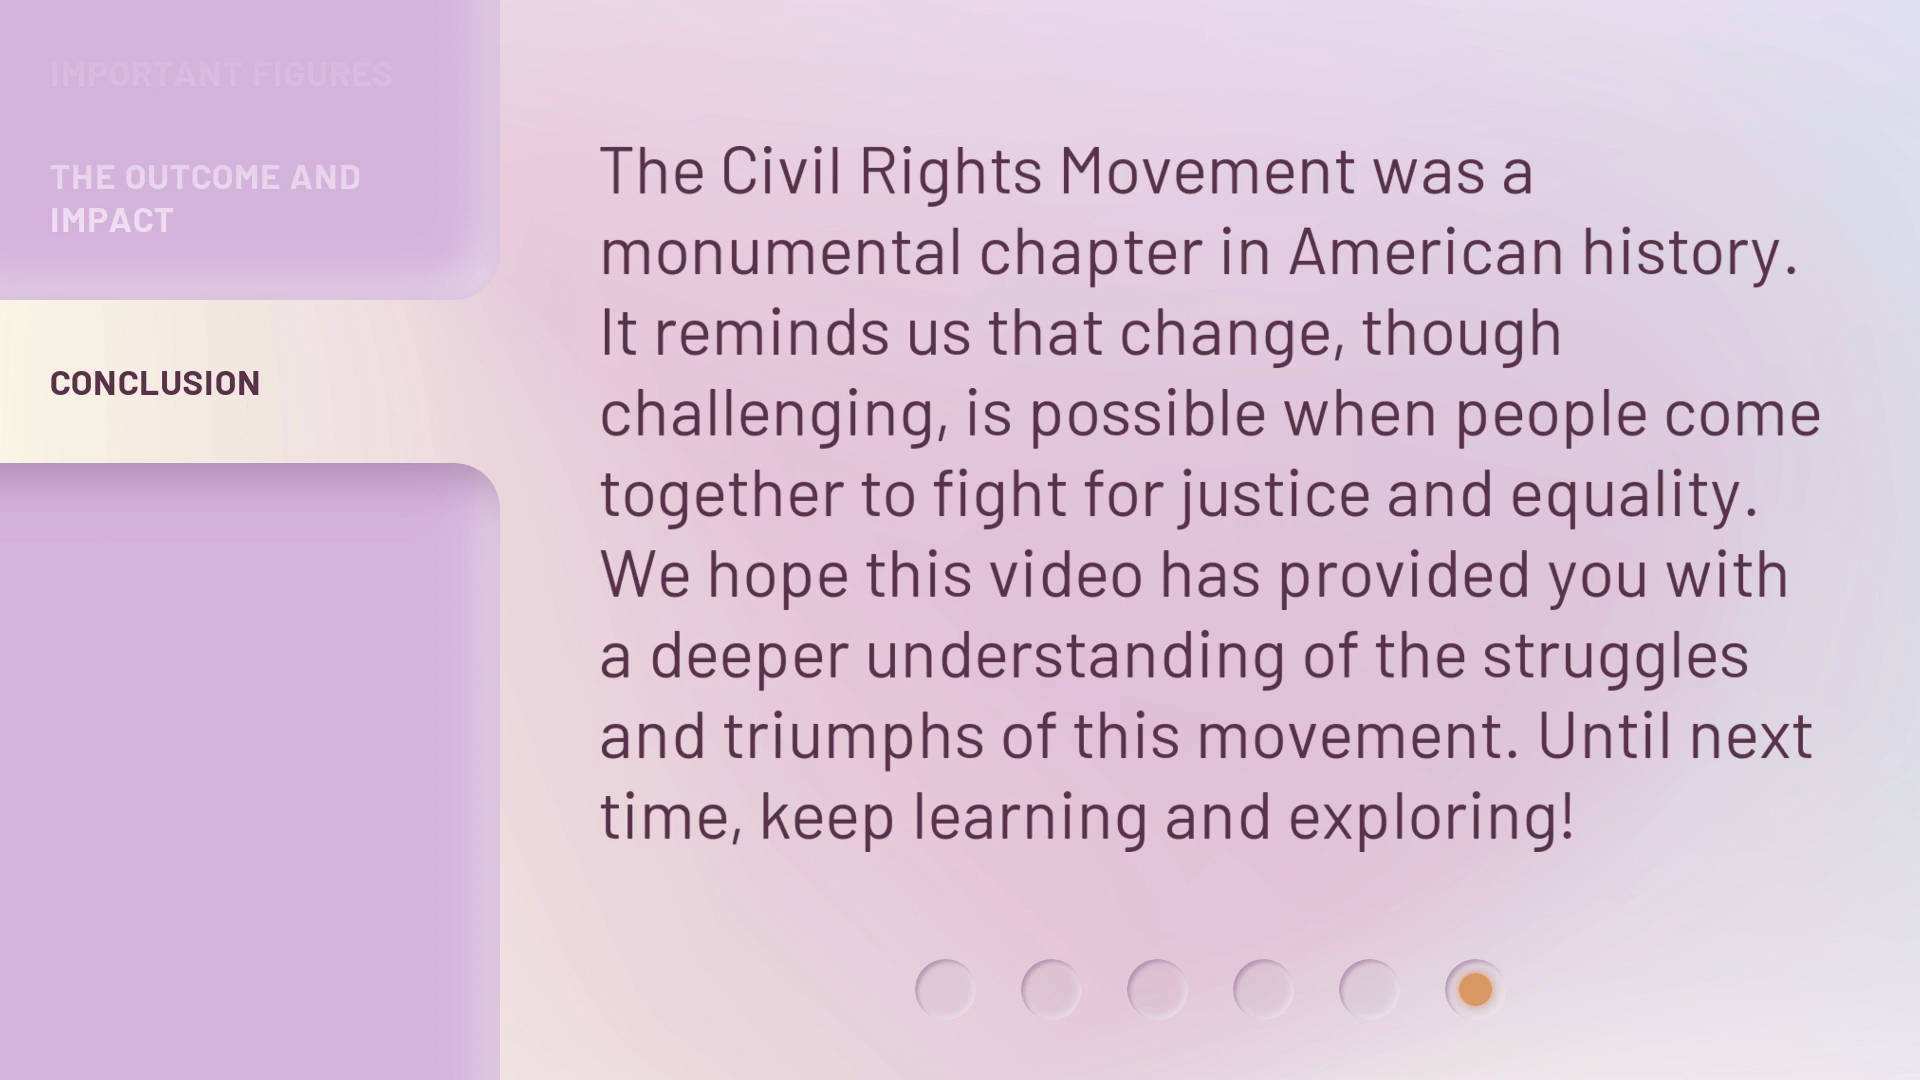 IMPORTANT FIGURES
THE OUTCOME AND
IMPACT
CONCLUSION
The Civil Rights Movement was a
monumental chapter in American history.
It reminds us that change, though
challenging, is possible when people come
together to fight for justice and equality.
We hope this video has provided you with
a deeper understanding of the struggles
and triumphs of this movement. Until next
time, keep learning and exploring!